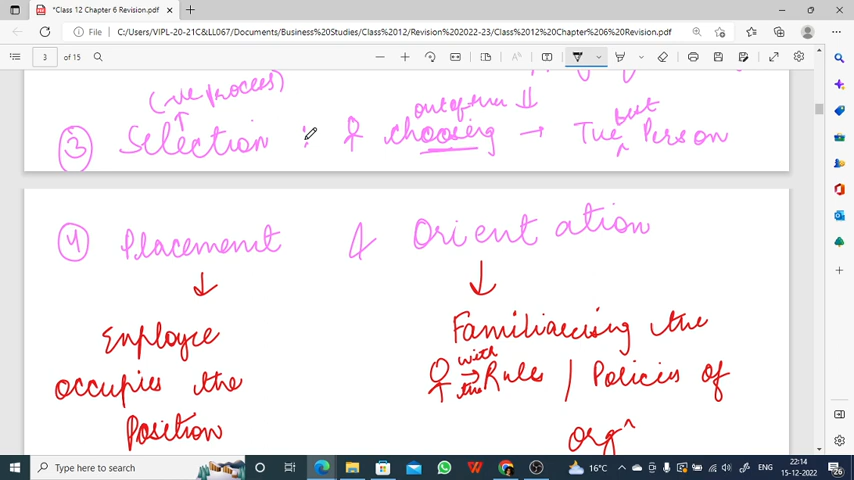 Class 12 Chapter 6 Revision.pdf
File
C:/Users/VIPL-20-21C&LL067/Documents/Business%20Studies/Class%2012/Revision%202022-23/Class%2012%20Chapter%206%20Revision.pdf
3 of 15
(-ve process)
out of the
③ Selection : choosing → The best Person
④ Placement & Orientation
Employee
occupies the
Position
Familiarising the
with the Rules / Policies of
orgⁿ
Type here to search
16°C
ENG
22:14
15-12-2022
26